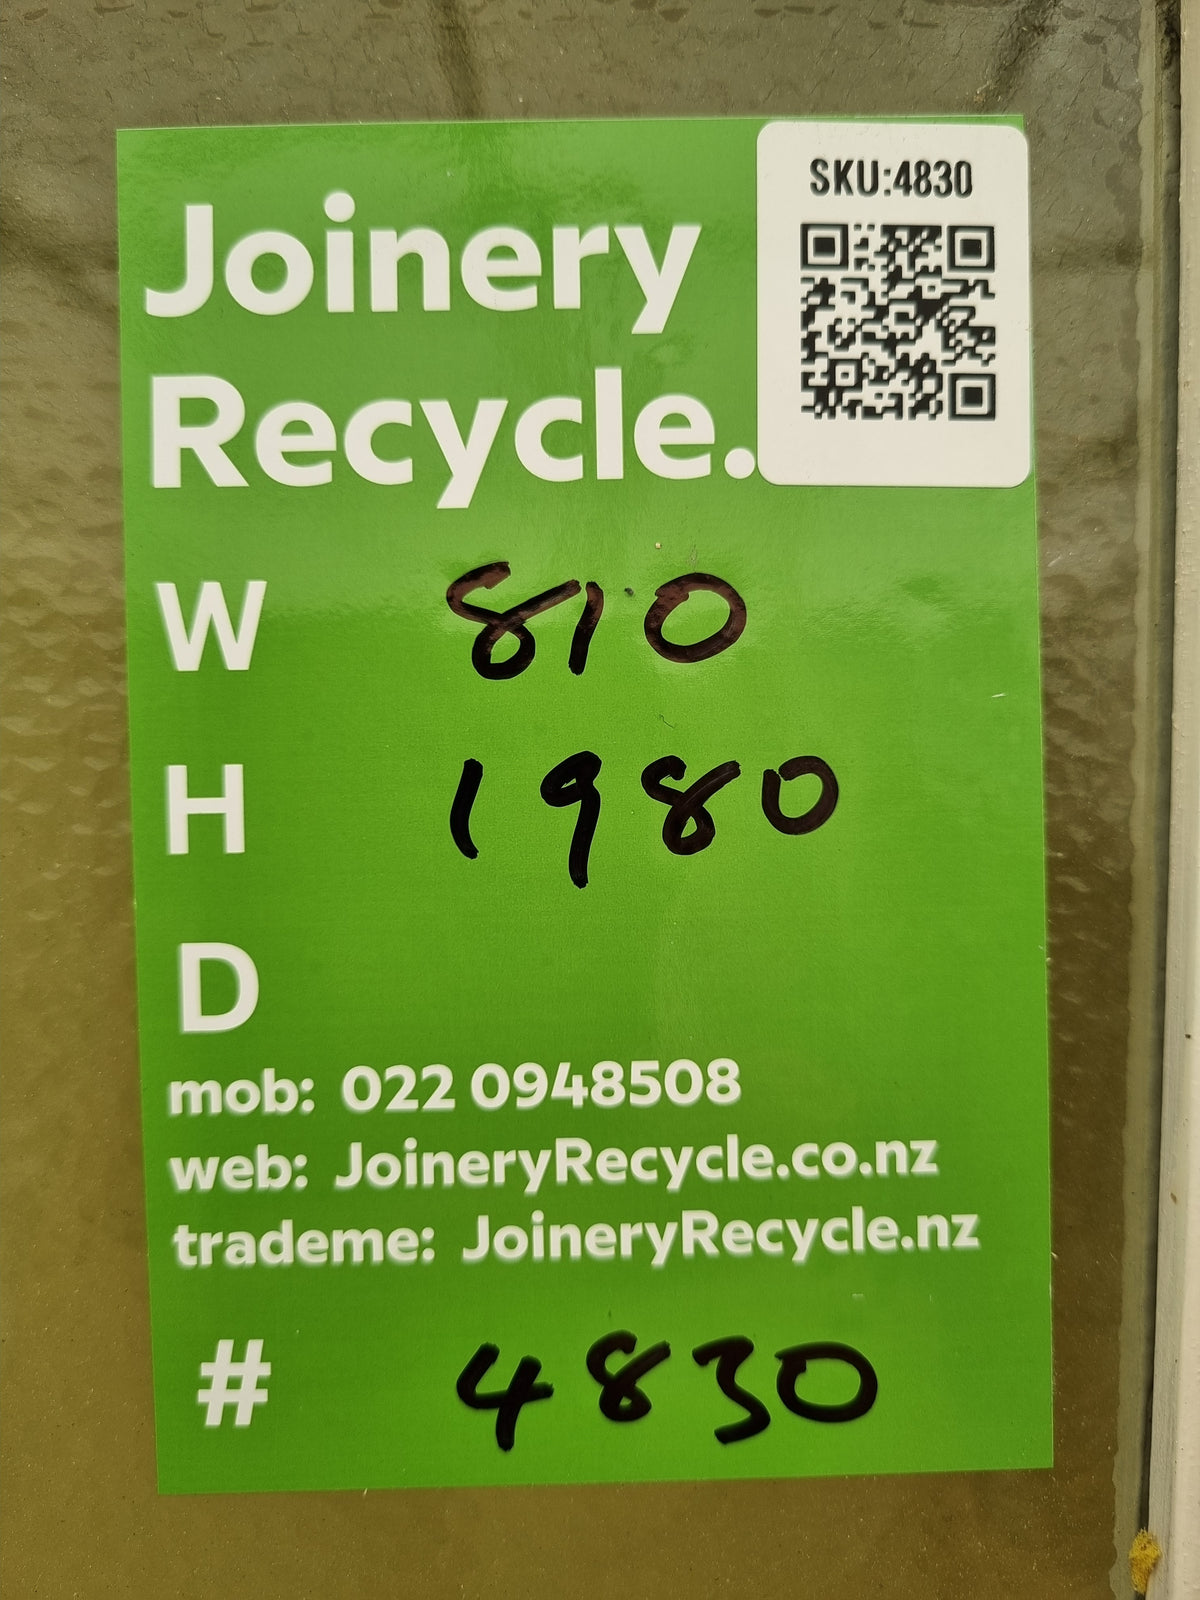 Joinery
Recycle.
SKU:4830
W 810
H 1980
D
mob: 022 0948508
web: JoineryRecycle.co.nz
trademe: JoineryRecycle.nz
# 4830